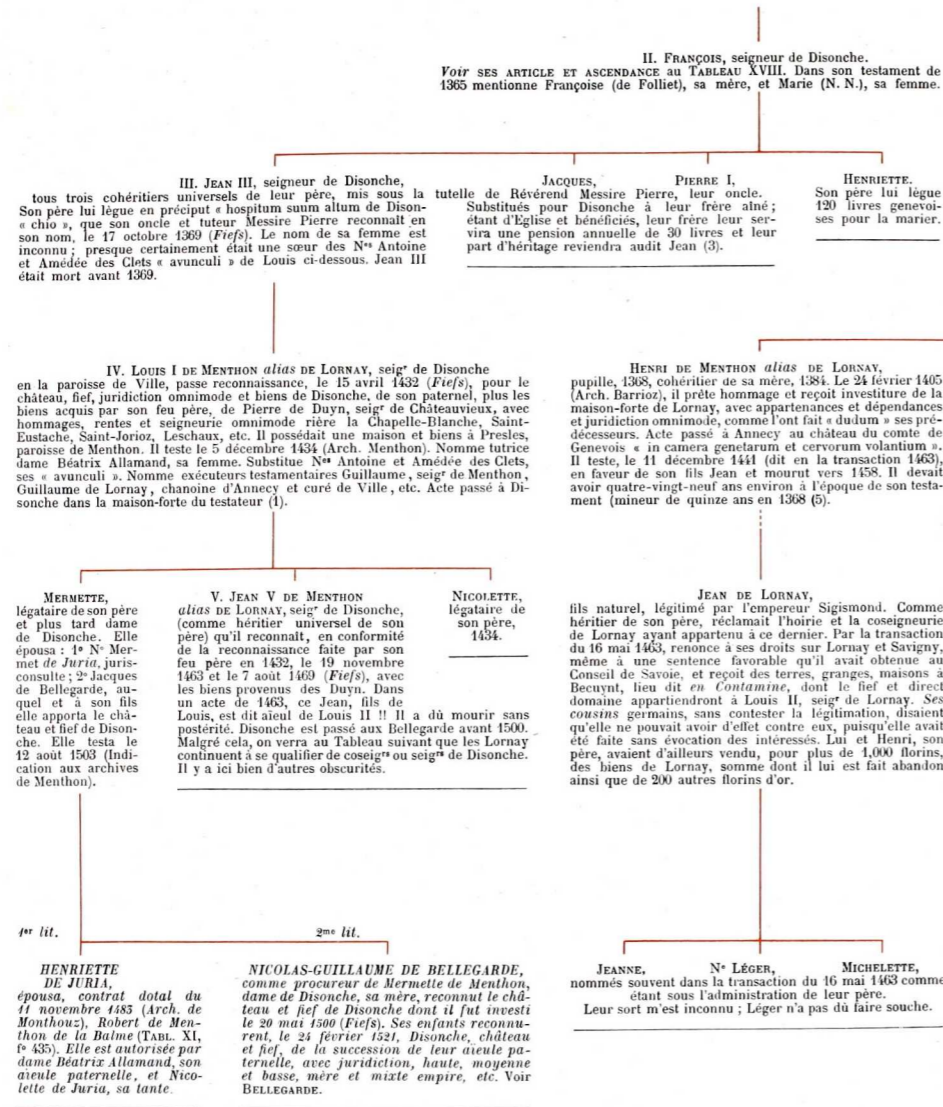 II. FRANÇOIS, seigneur de Disonche.
Voir SES ARTICLE ET ASCENDANCE au TABLEAU XVIII. Dans son testament de
1365 mentionne Françoise (de Folliet), sa mère, et Marie (N. N.), sa femme.
III. JEAN III, seigneur de Disonche,
tous trois cohéritiers universels de leur père, mis sous la
Son père lui lègue en préciput « hospitum suum altum de Dison-
« chio », que son oncle et tuteur Messire Pierre reconnaît en
son nom, le 17 octobre 1369 (Fiefs). Le nom de sa femme est
inconnu ; presque certainement était une sœur des Nes Antoine
et Amédée des Clets « avunculi » de Louis ci-dessous. Jean III
était mort avant 1369.
JACQUES, PIERRE I,
tutelle de Révérend Messire Pierre, leur oncle.
Substitués pour Disonche à leur frère aîné ;
étant d'Eglise et bénéficiés, leur frère leur ser-
vira une pension annuelle de 30 livres et leur
part d'héritage reviendra audit Jean (3).
HENRIETTE.
Son père lui lègue
120 livres genevoi-
ses pour la marier.
IV. LOUIS I DE MENTHON alias DE LORNAY, seigr de Disonche
en la paroisse de Ville, passe reconnaissance, le 15 avril 1432 (Fiefs), pour le
château, fief, juridiction omnimode et biens de Disonche, de son paternel, plus les
biens acquis par son feu père, de Pierre de Duyn, seigr de Châteauvieux, avec
hommages, rentes et seigneurie omnimode rière la Chapelle-Blanche, Saint-
Eustache, Saint-Jorioz, Leschaux, etc. Il possédait une maison et biens à Presles,
paroisse de Menthon. Il teste le 5 décembre 1434 (Arch. Menthon). Nomme tutrice
dame Béatrix Allamand, sa femme. Substitue Nes Antoine et Amédée des Clets,
ses « avunculi ». Nomme exécuteurs testamentaires Guillaume, seigr de Menthon,
Guillaume de Lornay, chanoine d'Annecy et curé de Ville, etc. Acte passé à Di-
sonche dans la maison-forte du testateur (1).
HENRI DE MENTHON alias DE LORNAY,
pupille, 1368, cohéritier de sa mère, 1384. Le 24 février 1405
(Arch. Barrioz), il prête hommage et reçoit investiture de la
maison-forte de Lornay, avec appartenances et dépendances
et juridiction omnimode, comme l'ont fait « dudum » ses pré-
décesseurs. Acte passé à Annecy au château du comte de
Genevois « in camera genetarum et cervorum volantium ».
Il teste, le 11 décembre 1441 (dit en la transaction 1463),
en faveur de son fils Jean et mourut vers 1458. Il devait
avoir quatre-vingt-neuf ans environ à l'époque de son testa-
ment (mineur de quinze ans en 1368 (5).
MERMETTE,
légataire de son père
et plus tard dame
de Disonche. Elle
épousa : 1º Ne Mer-
met de Juria, juris-
consulte ; 2º Jacques
de Bellegarde, au-
quel et à son fils
elle apporta le châ-
teau et fief de Dison-
che. Elle testa le
12 août 1503 (Indi-
cation aux archives
de Menthon).
V. JEAN V DE MENTHON
alias DE LORNAY, seigr de Disonche,
(comme héritier universel de son
père) qu'il reconnaît, en conformité
de la reconnaissance faite par son
feu père en 1432, le 19 novembre
1463 et le 7 août 1469 (Fiefs), avec
les biens provenus des Duyn. Dans
un acte de 1463, ce Jean, fils de
Louis, est dit aieul de Louis II !! Il a dû mourir sans
postérité. Disonche est passé aux Bellegarde avant 1500.
Malgré cela, on verra au Tableau suivant que les Lornay
continuent à se qualifier de coseigrs ou seigrs de Disonche.
Il y a ici bien d'autres obscurités.
NICOLETTE,
légataire de
son père,
1434.
JEAN DE LORNAY,
fils naturel, légitimé par l'empereur Sigismond. Comme
héritier de son père, réclamait l'hoirie et la coseigneurie
de Lornay ayant appartenu à ce dernier. Par la transaction
du 16 mai 1463, renonce à ses droits sur Lornay et Savigny,
même à une sentence favorable qu'il avait obtenue au
Conseil de Savoie, et reçoit des terres, granges, maisons à
Becuynt, lieu dit en Contamine, dont le fief et direct
domaine appartiendront à Louis II, seigr de Lornay. Ses
cousins germains, sans contester la légitimation, disaient
qu'elle ne pouvait avoir d'effet contre eux, puisqu'elle avait
été faite sans évocation des intéressés. Lui et Henri, son
père, avaient d'ailleurs vendu, pour plus de 1,000 florins,
des biens de Lornay, somme dont il lui est fait abandon
ainsi que de 200 autres florins d'or.
1er lit.
2me lit.
HENRIETTE
DE JURIA,
épousa, contrat dotal du
11 novembre 1483 (Arch. de
Monthouz), Robert de Men-
thon de la Balme (TABL. XI,
fº 435). Elle est autorisée par
dame Béatrix Allamand, son
aieule paternelle, et Nico-
lette de Juria, sa tante.
NICOLAS-GUILLAUME DE BELLEGARDE,
comme procureur de Mermette de Menthon,
dame de Disonche, sa mère, reconnut le châ-
teau et fief de Disonche dont il fut investi
le 20 mai 1500 (Fiefs). Ses enfants reconnu-
rent, le 24 février 1521, Disonche, château
et fief, de la succession de leur aieule pa-
ternelle, avec juridiction, haute, moyenne
et basse, mère et mixte empire, etc. Voir
BELLEGARDE.
JEANNE, Ne LÉGER, MICHELETTE,
nommés souvent dans la transaction du 16 mai 1463 comme
étant sous l'administration de leur père.
Leur sort m'est inconnu ; Léger n'a pas dû faire souche.